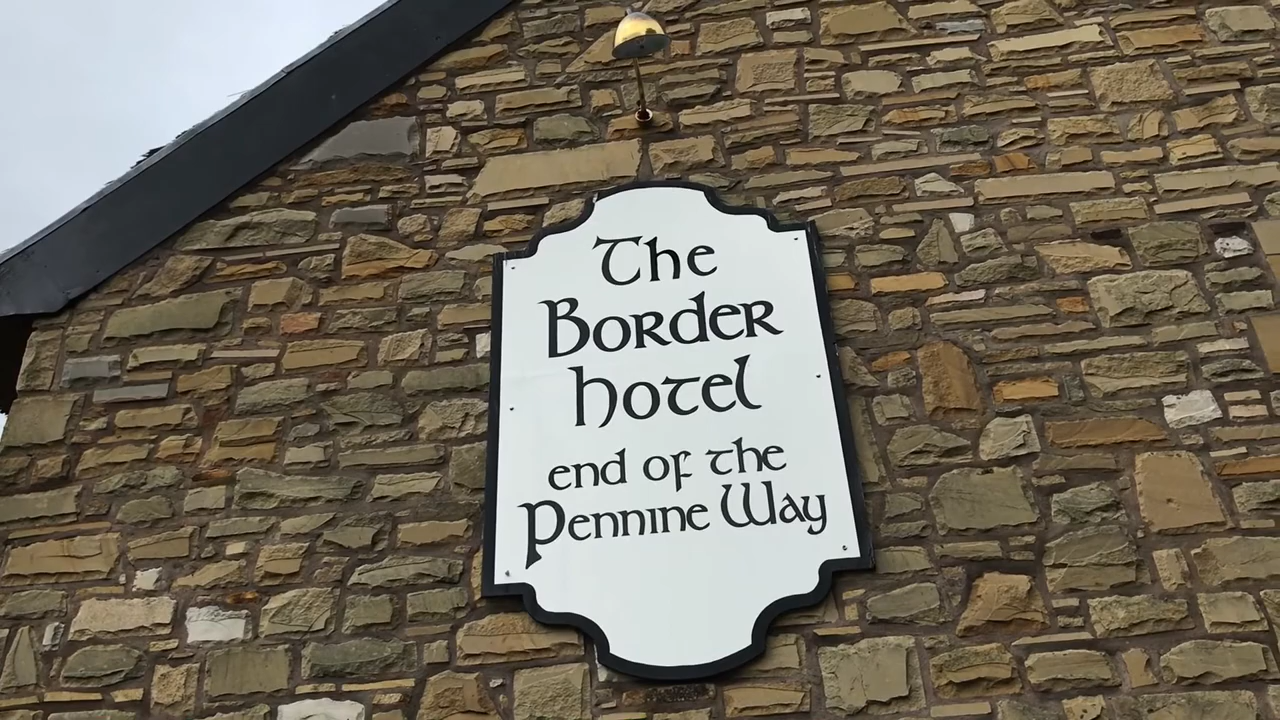 The
Border
hotel
end of the
Pennine Way